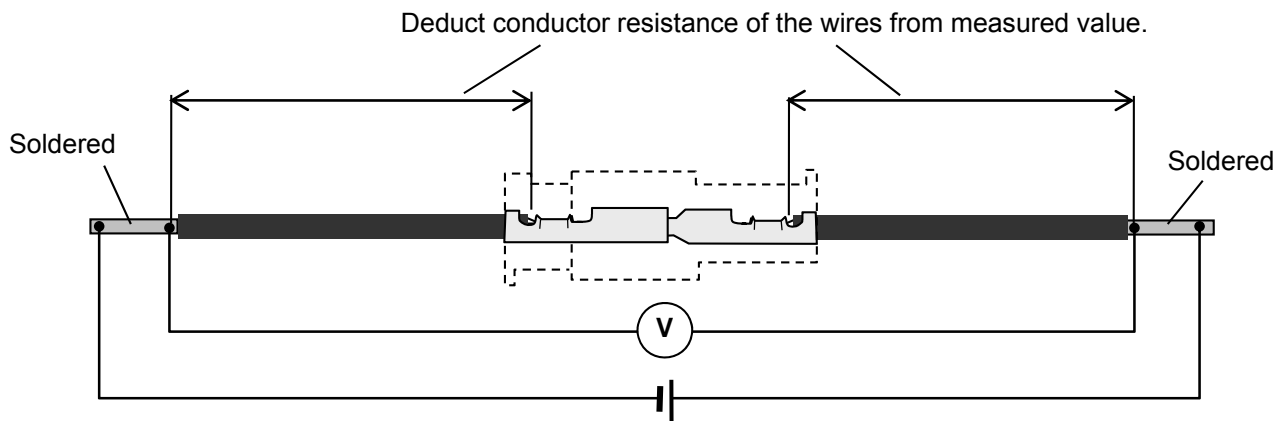 Deduct conductor resistance of the wires from measured value.
Soldered
Soldered
V